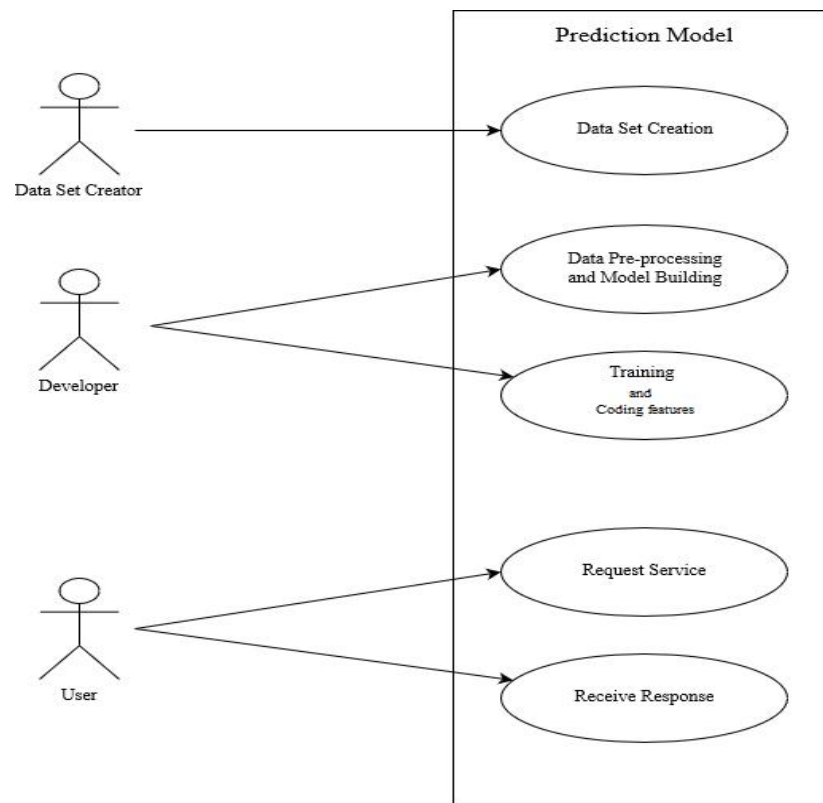 Prediction Model
Data Set Creation
Data Set Creator
Data Pre-processing
and Model Building
Developer
Training
and
Coding features
Request Service
User
Receive Response